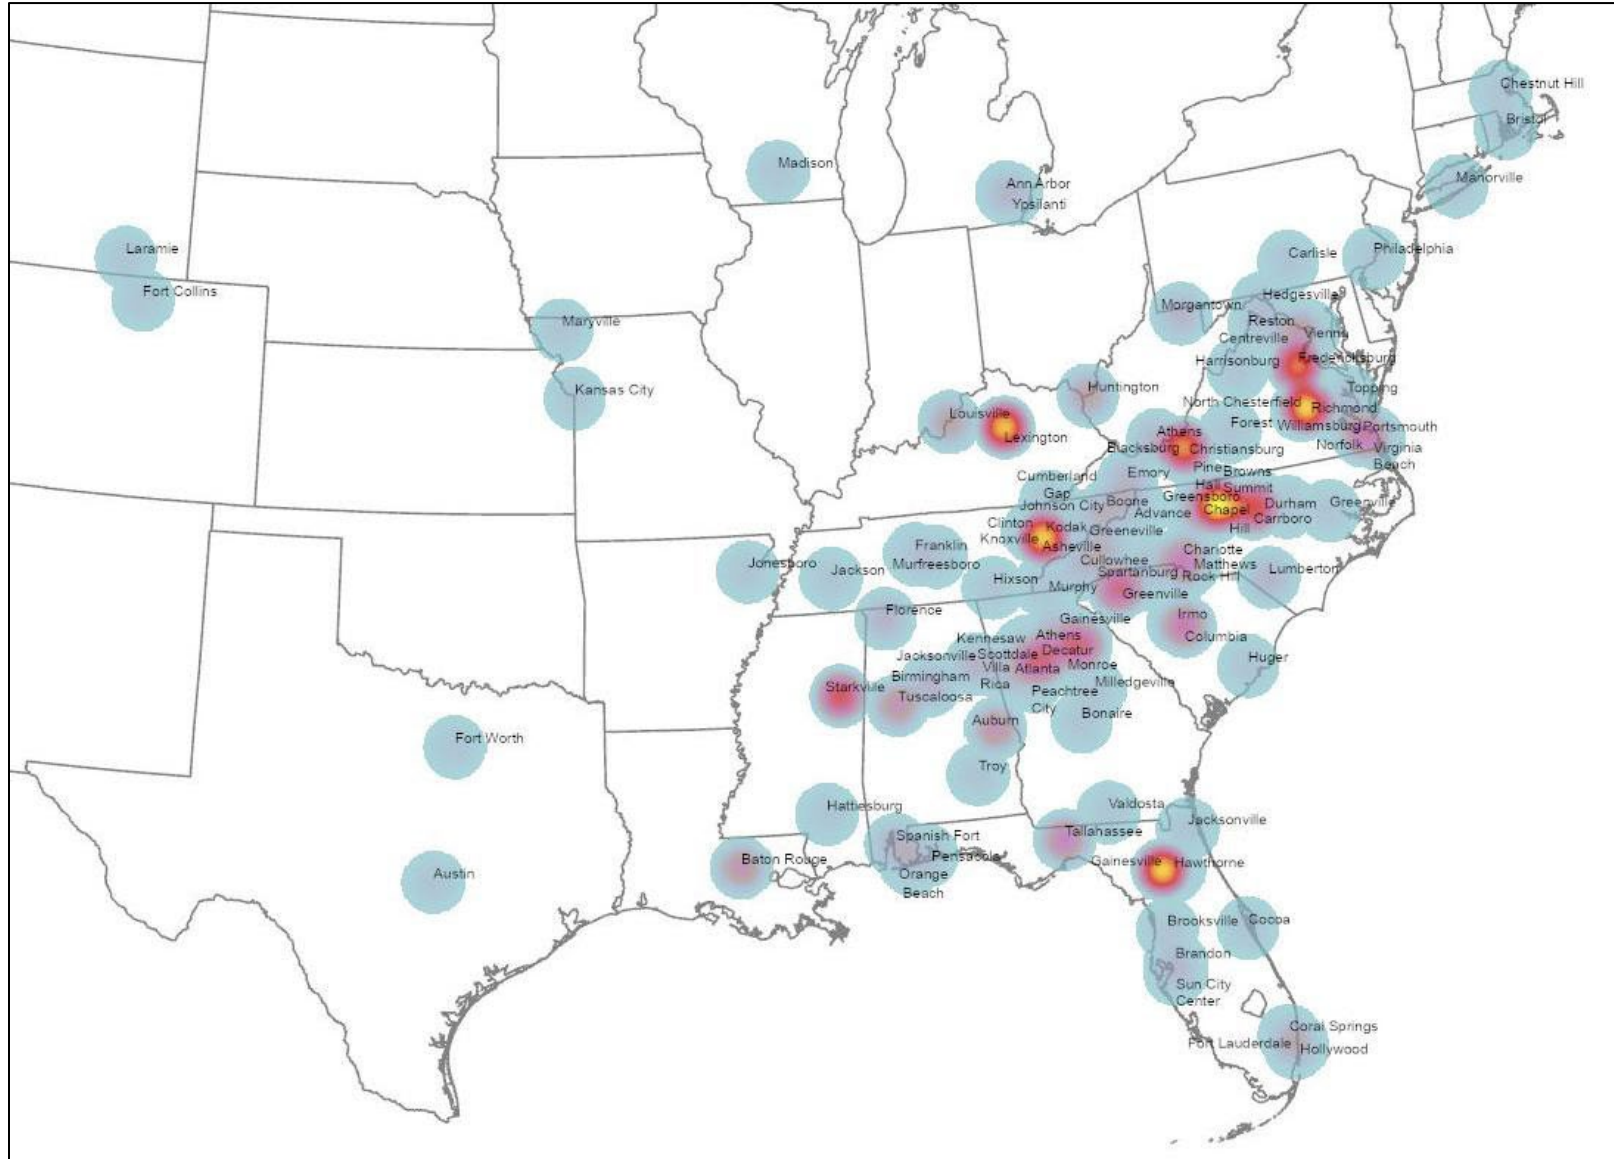 Chestnut Hill
Bristol
Madison
Manorville
Ann Arbor
Ypsilanti
Laramie
Carlisle
Philadelphia
Fort Collins
Hedgesville
Morgantown
Maryville
Reston
Vienna
Centreville
Harrisonburg
Fredericksburg
Kansas City
Huntington
Topping
North Chesterfield
Richmond
Louisville
Lexington
Forest
Williamsburg
Portsmouth
Athens
Blacksburg
Christiansburg
Norfolk
Virginia
Beach
Cumberland
Gap
Emory
Pine
Hall
Browns
Summit
Johnson City
Boone
Greensboro
Durham
Greenville
Advance
Chapel
Hill
Carrboro
Clinton
Kodak
Greeneville
Knoxville
Asheville
Franklin
Murfreesboro
Cullowhee
Charlotte
Matthews
Jonesboro
Jackson
Hixson
Murphy
Spartanburg
Rock Hill
Lumberton
Greenville
Florence
Gainesville
Irmo
Columbia
Kennesaw
Athens
Jacksonville
Scottdale
Decatur
Huger
Birmingham
Villa
Rica
Atlanta
Monroe
Starkville
Tuscaloosa
Peachtree
City
Milledgeville
Auburn
Bonaire
Fort Worth
Troy
Hattiesburg
Valdosta
Spanish Fort
Tallahassee
Jacksonville
Baton Rouge
Pensacola
Gainesville
Hawthorne
Austin
Orange
Beach
Brooksville
Cocoa
Brandon
Sun City
Center
Coral Springs
Fort Lauderdale
Hollywood